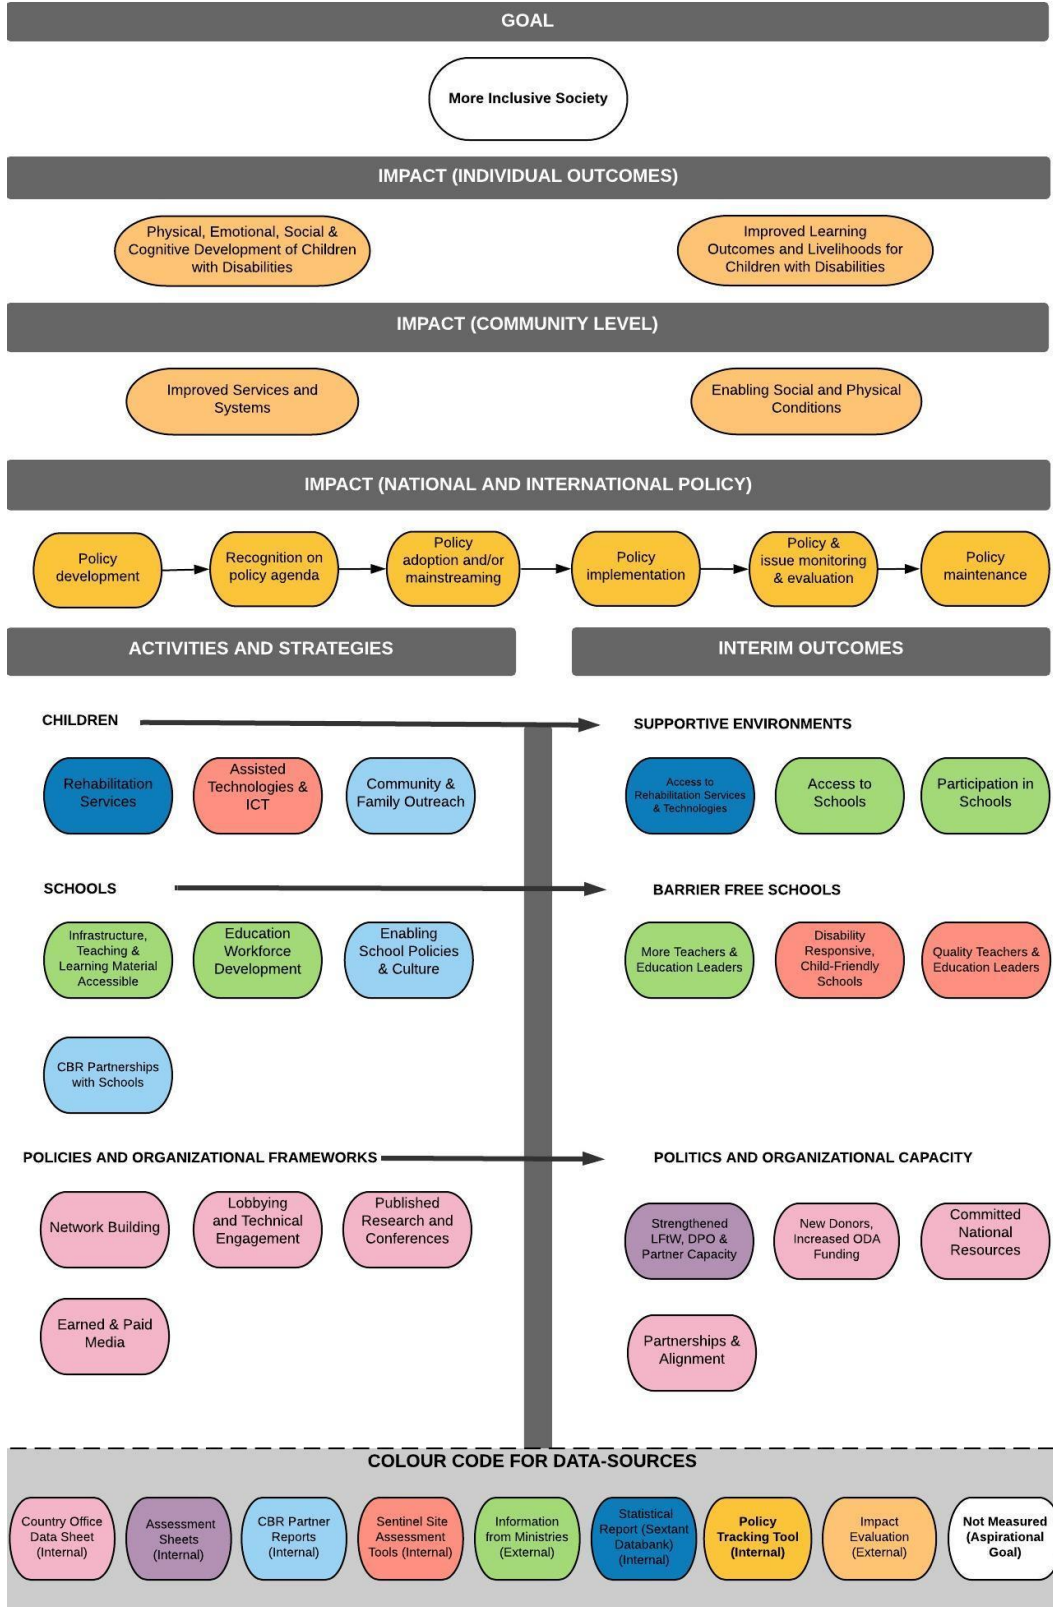 GOAL
More Inclusive Society
IMPACT (INDIVIDUAL OUTCOMES)
Physical, Emotional, Social &
Cognitive Development of Children
with Disabilities
Improved Learning
Outcomes and Livelihoods for
Children with Disabilities
IMPACT (COMMUNITY LEVEL)
Improved Services and
Systems
Enabling Social and Physical
Conditions
IMPACT (NATIONAL AND INTERNATIONAL POLICY)
Policy
development
Recognition on
policy agenda
Policy
adoption and/or
mainstreaming
Policy
implementation
Policy &
issue monitoring
& evaluation
Policy
maintenance
ACTIVITIES AND STRATEGIES
INTERIM OUTCOMES
CHILDREN
SUPPORTIVE ENVIRONMENTS
Rehabilitation
Services
Assisted
Technologies &
ICT
Community &
Family Outreach
Access to
Rehabilitation Services
& Technologies
Access to
Schools
Participation in
Schools
SCHOOLS
BARRIER FREE SCHOOLS
Infrastructure,
Teaching &
Learning Material
Accessible
Education
Workforce
Development
Enabling
School Policies
& Culture
More Teachers &
Education Leaders
Disability
Responsive,
Child-Friendly
Schools
Quality Teachers &
Education Leaders
CBR Partnerships
with Schools
POLICIES AND ORGANIZATIONAL FRAMEWORKS
POLITICS AND ORGANIZATIONAL CAPACITY
Network Building
Lobbying
and Technical
Engagement
Published
Research and
Conferences
Strengthened
LFtW, DPO &
Partner Capacity
New Donors,
Increased ODA
Funding
Committed
National
Resources
Earned & Paid
Media
Partnerships &
Alignment
COLOUR CODE FOR DATA-SOURCES
Country Office
Data Sheet
(Internal)
Assessment
Sheets
(Internal)
CBR Partner
Reports
(Internal)
Sentinel Site
Assessment
Tools (Internal)
Information
from Ministries
(External)
Statistical
Report (Sextant
Databank)
(Internal)
Policy
Tracking Tool
(Internal)
Impact
Evaluation
(External)
Not Measured
(Aspirational
Goal)